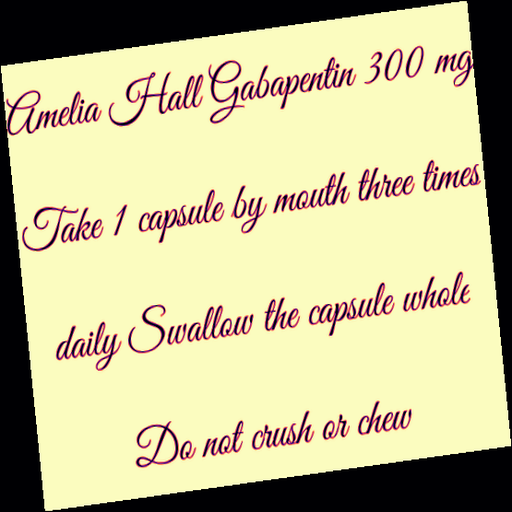 Amelia Hall Gabapentin 300 mg
Take 1 capsule by mouth three times
daily Swallow the capsule whole
Do not crush or chew